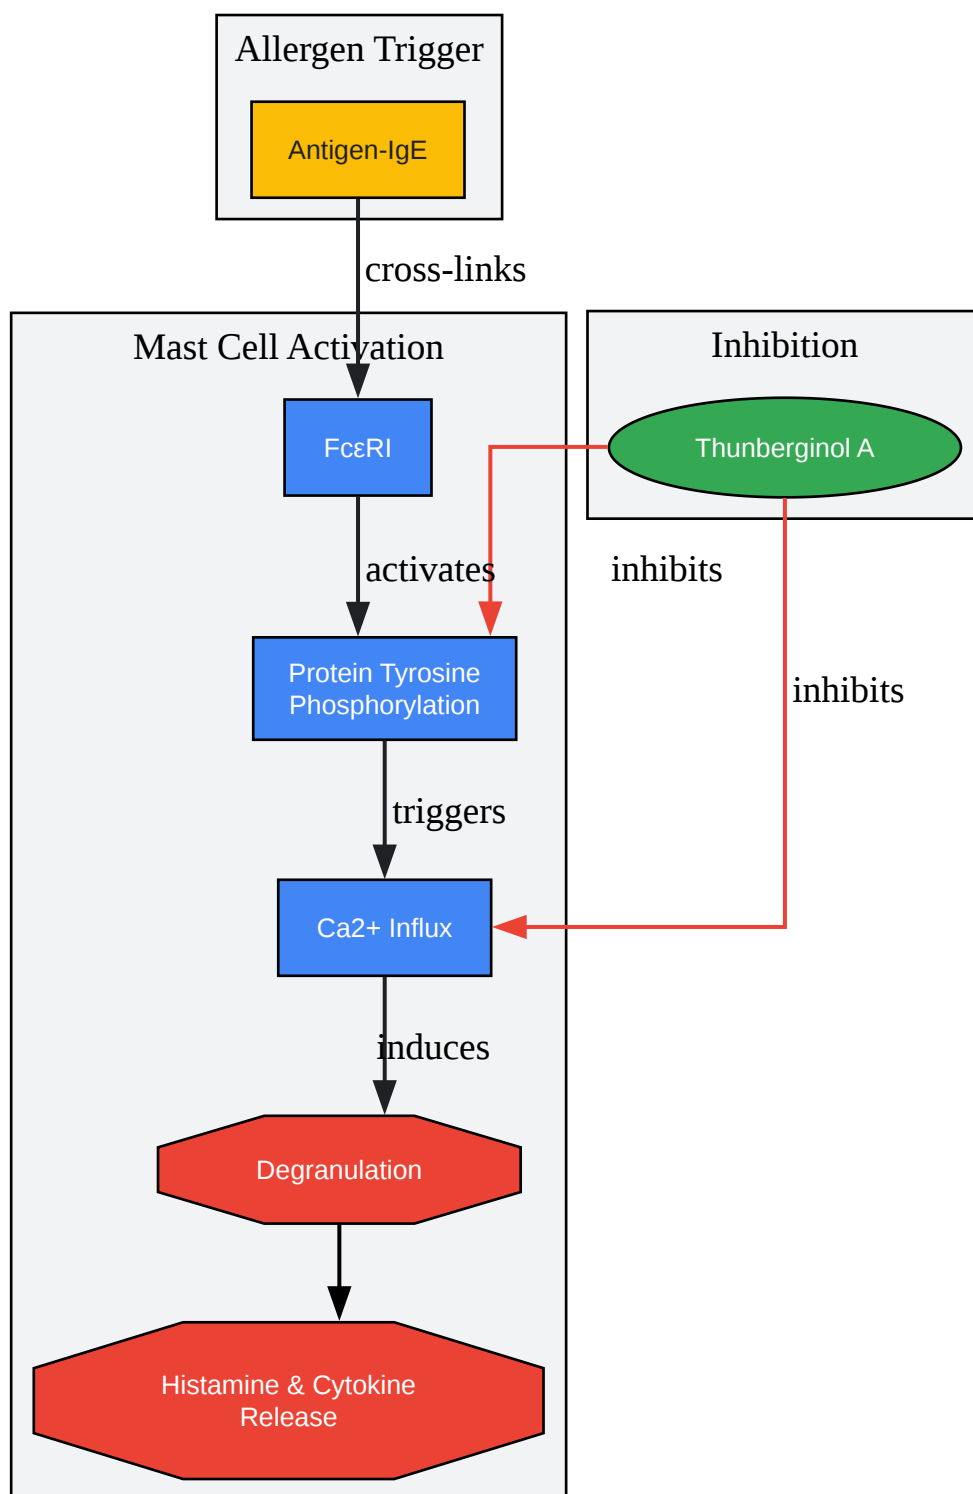 Allergen Trigger
Antigen-IgE
cross-links
Mast Cell Activation
Inhibition
FcεRI
Thunberginol A
activates
inhibits
Protein Tyrosine
Phosphorylation
inhibits
triggers
Ca2+ Influx
induces
Degranulation
Histamine & Cytokine
Release